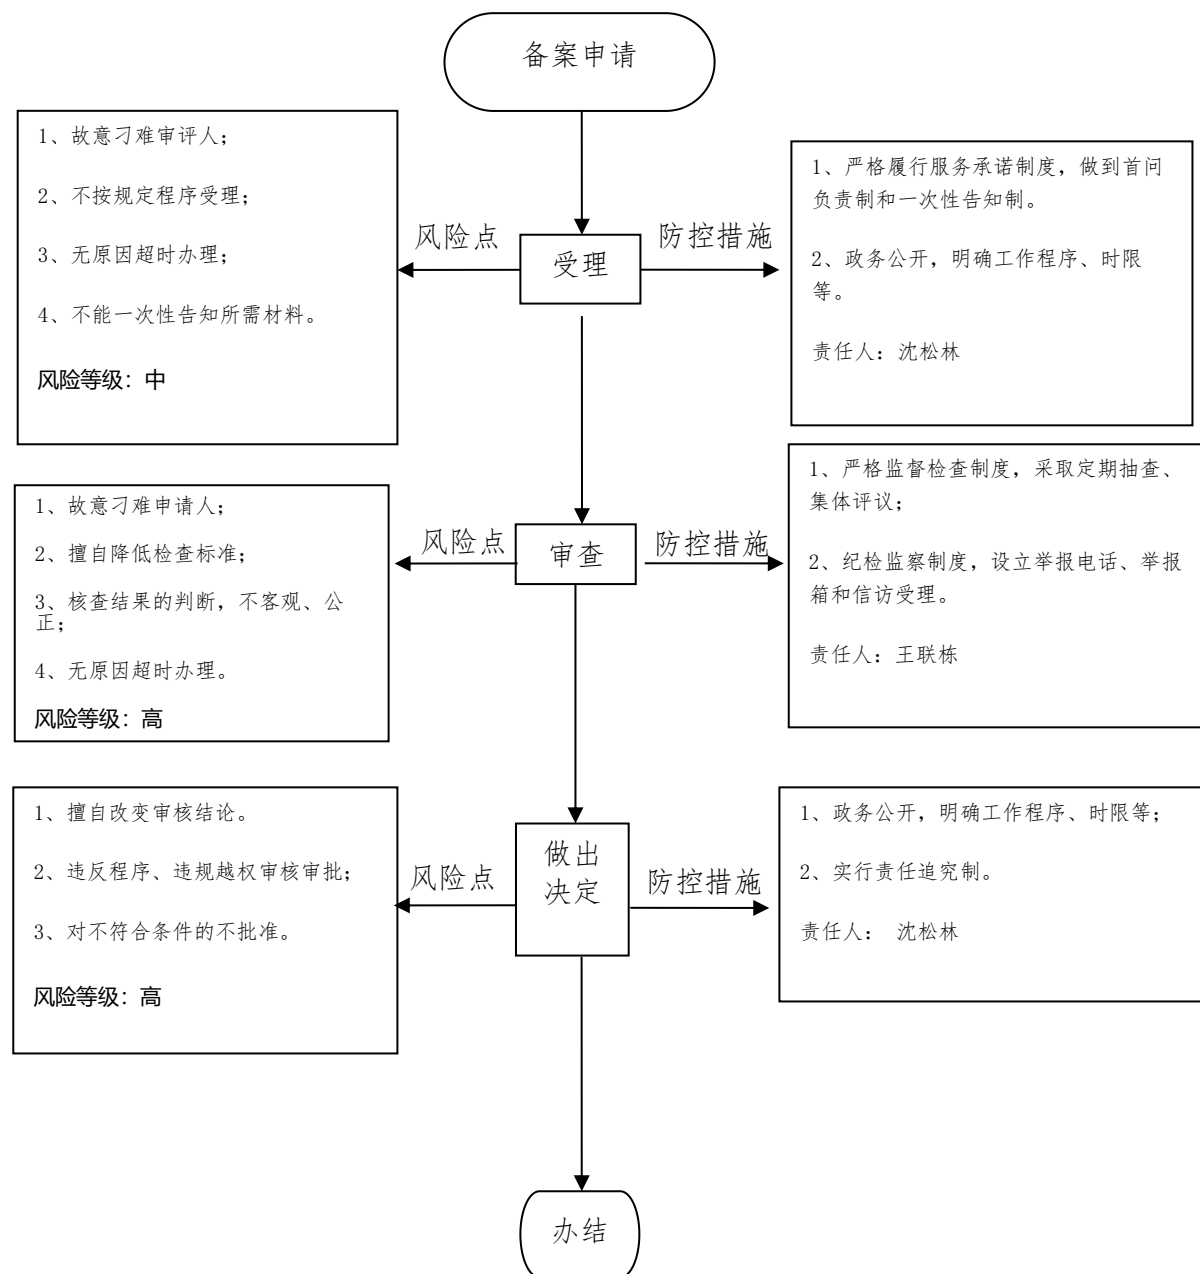 备案申请
1、故意刁难审评人；
2、不按规定程序受理；
3、无原因超时办理；
4、不能一次性告知所需材料。
风险等级：中
风险点
受理
防控措施
1、严格履行服务承诺制度，做到首问
负责制和一次性告知制。
2、政务公开，明确工作程序、时限
等。
责任人：沈松林
1、故意刁难申请人；
2、擅自降低检查标准；
3、核查结果的判断，不客观、公
正；
4、无原因超时办理。
风险等级：高
风险点
审查
防控措施
1、严格监督检查制度，采取定期抽查、
集体评议；
2、纪检监察制度，设立举报电话、举报
箱和信访受理。
责任人：王联栋
1、擅自改变审核结论。
2、违反程序、违规越权审核审批；
3、对不符合条件的不批准。
风险等级：高
风险点
做出
决定
防控措施
1、政务公开，明确工作程序、时限等；
2、实行责任追究制。
责任人： 沈松林
办结